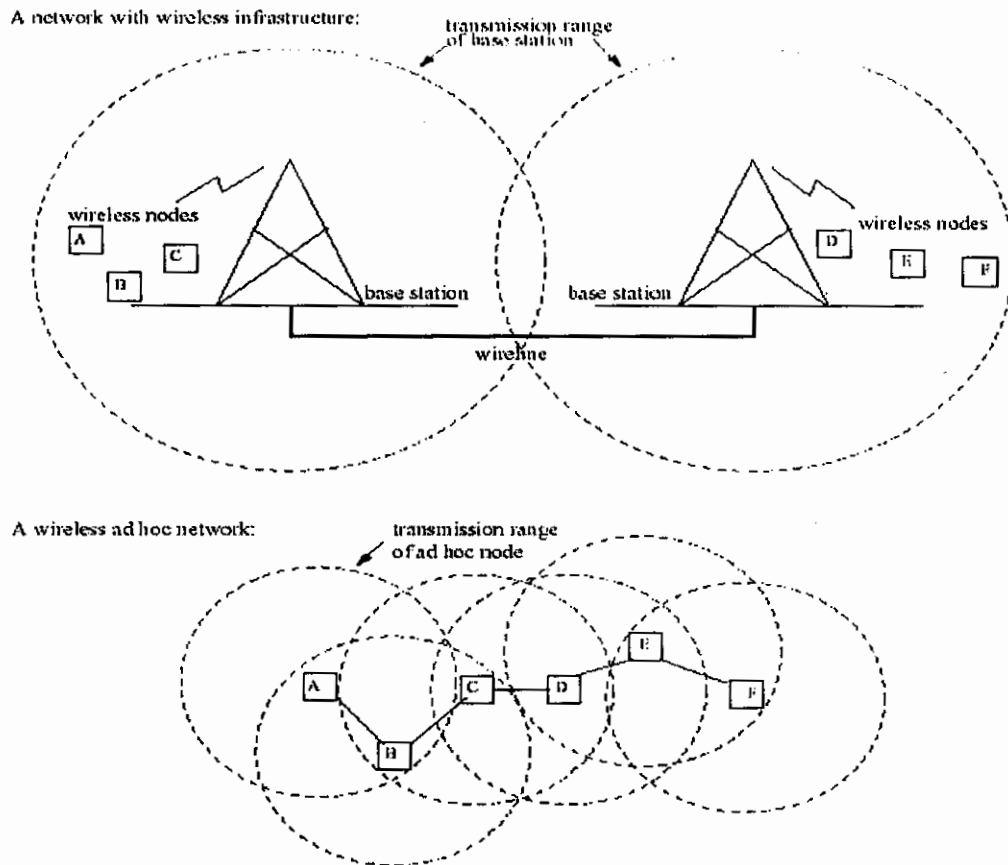 A network with wireless infrastructure:
transmission range
of base station
wireless nodes
wireless nodes
A
C
B
D
E
F
base station
base station
wireline
A wireless ad hoc network:
transmission range
of ad hoc node
E
A
C
D
F
B